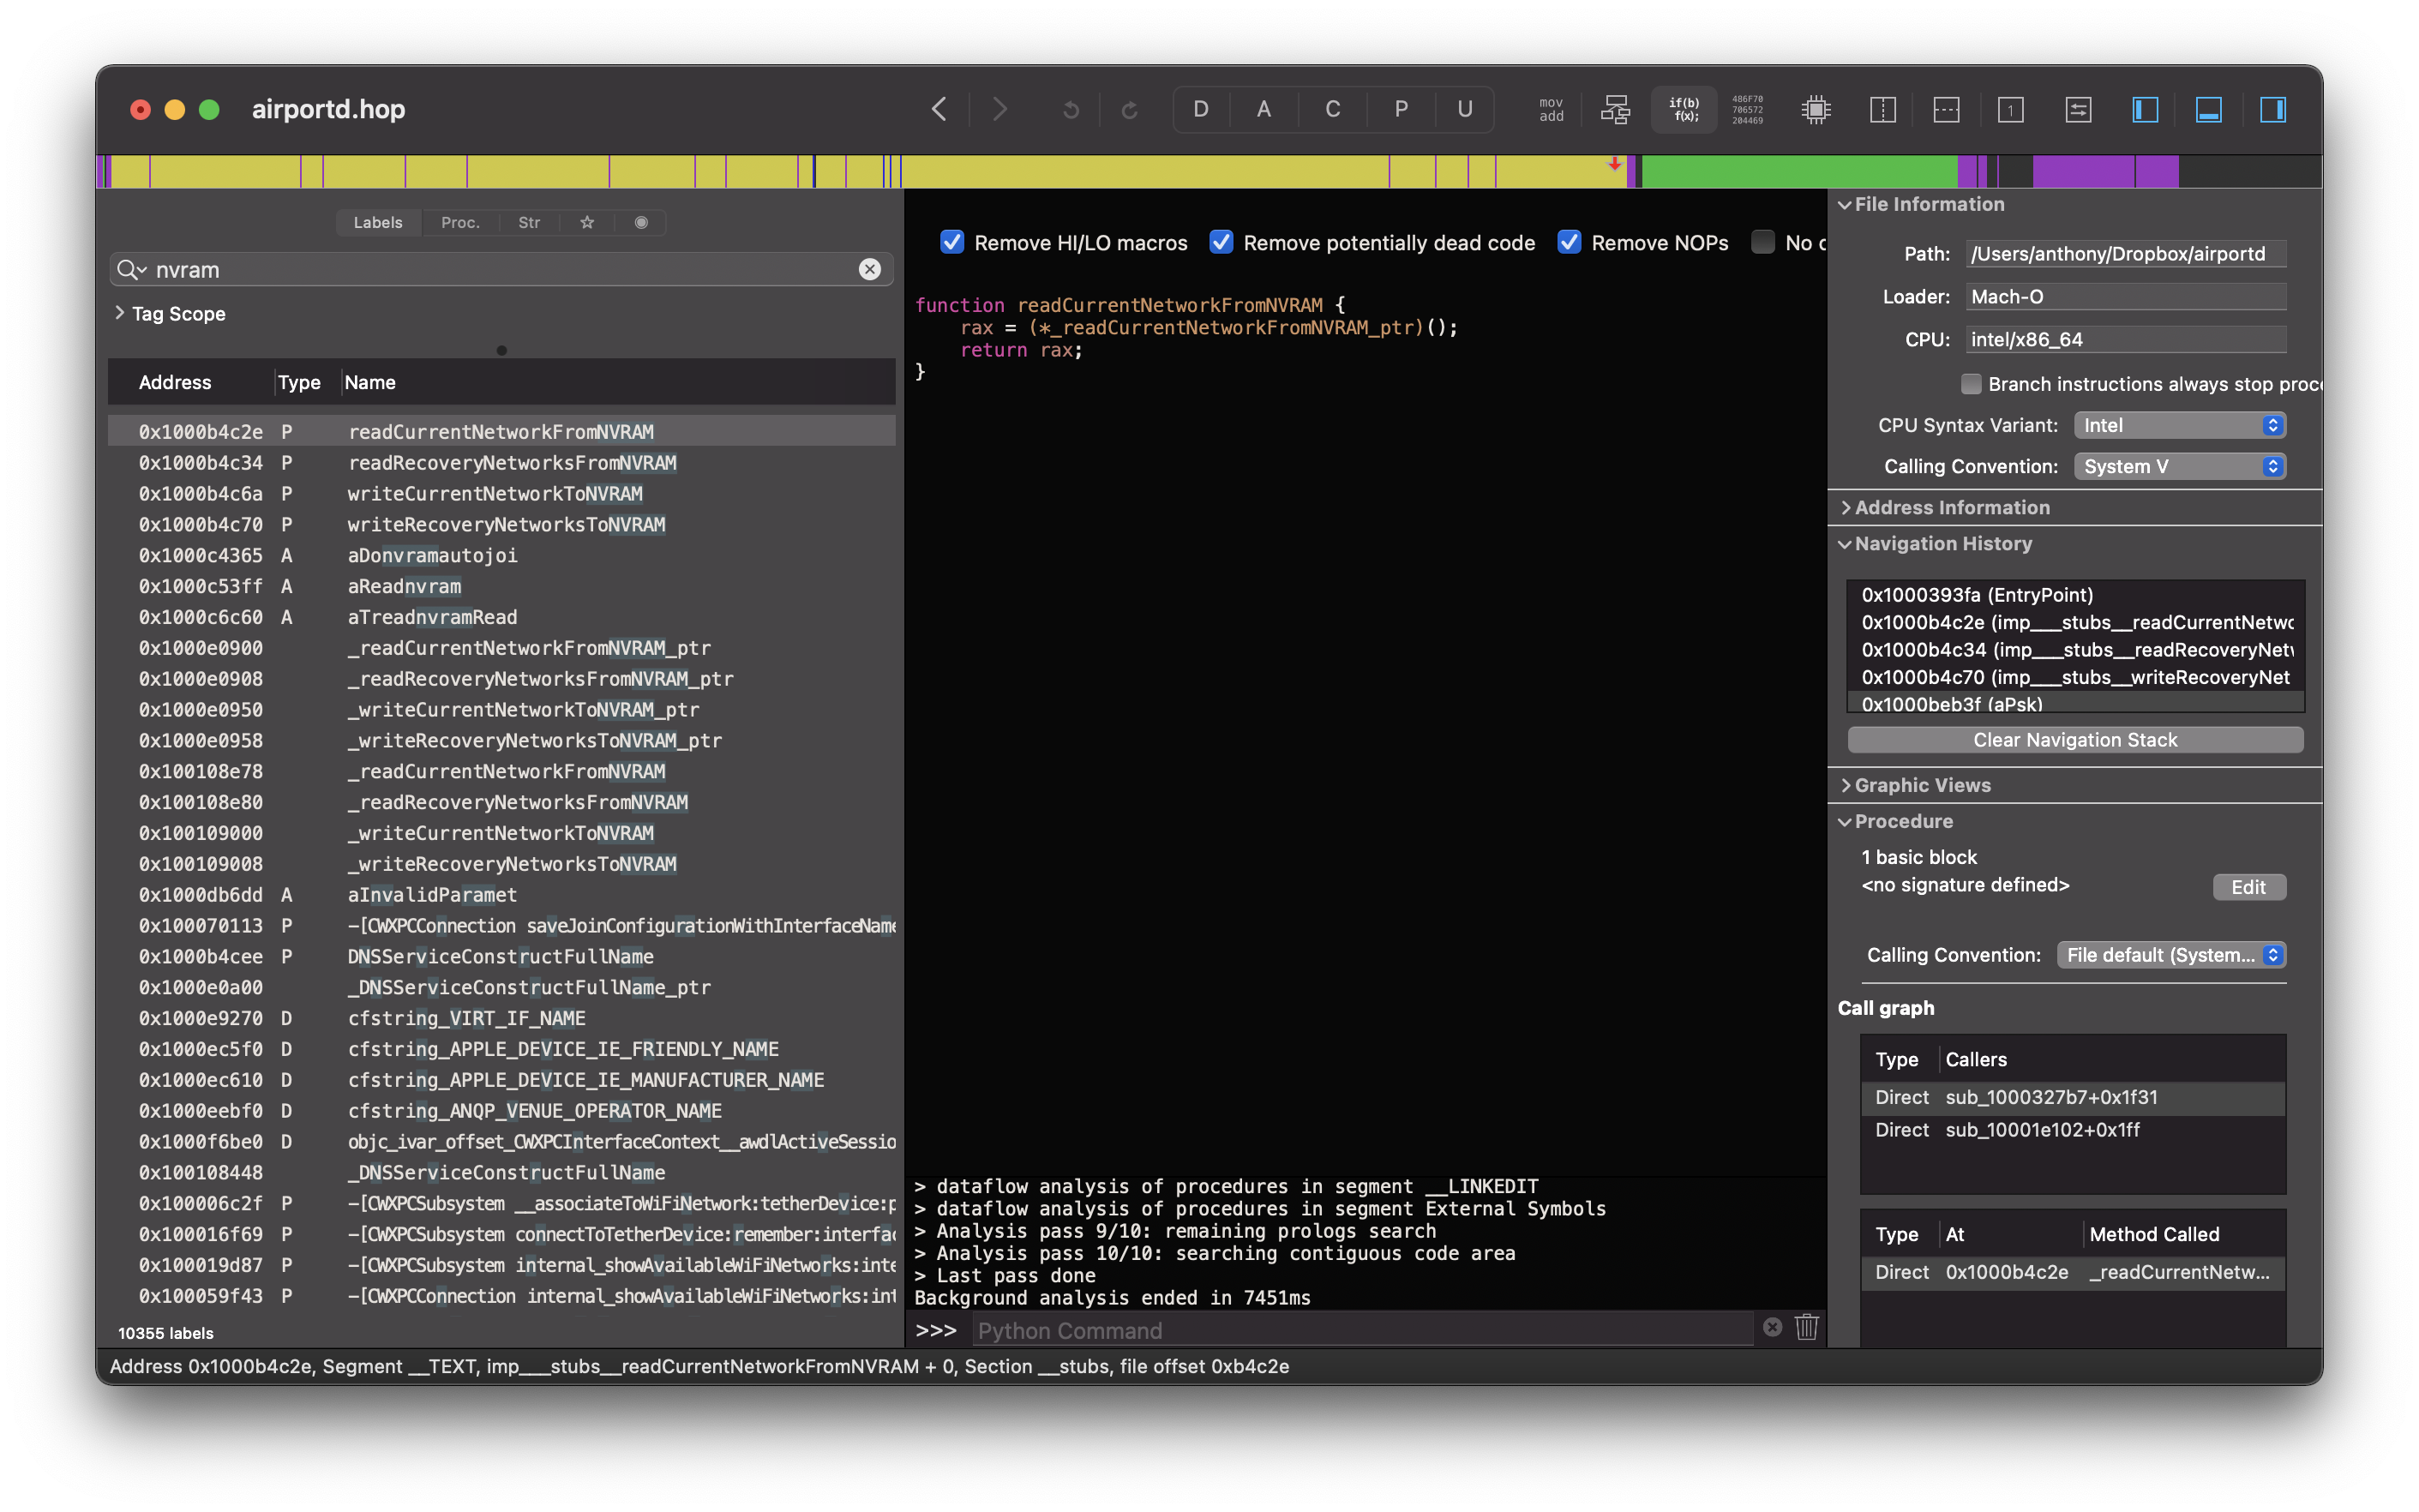 airportd.hop
D A C P U
mov
add
if(b)
f(x);
486F70
706572
204469
1
Labels Proc. Str
nvram
Tag Scope
Address Type Name
0x1000b4c2e P readCurrentNetworkFromNVRAM
0x1000b4c34 P readRecoveryNetworksFromNVRAM
0x1000b4c6a P writeCurrentNetworkToNVRAM
0x1000b4c70 P writeRecoveryNetworksToNVRAM
0x1000c4365 A aDonvramautojoi
0x1000c53ff A aReadnvram
0x1000c6c60 A aTreadnvramRead
0x1000e0900 _readCurrentNetworkFromNVRAM_ptr
0x1000e0908 _readRecoveryNetworksFromNVRAM_ptr
0x1000e0950 _writeCurrentNetworkToNVRAM_ptr
0x1000e0958 _writeRecoveryNetworksToNVRAM_ptr
0x100108e78 _readCurrentNetworkFromNVRAM
0x100108e80 _readRecoveryNetworksFromNVRAM
0x100109000 _writeCurrentNetworkToNVRAM
0x100109008 _writeRecoveryNetworksToNVRAM
0x1000db6dd A aInvalidParamet
0x100070113 P -[CWXPCConnection saveJoinConfigurationWithInterfaceName
0x1000b4cee P DNSServiceConstructFullName
0x1000e0a00 _DNSServiceConstructFullName_ptr
0x1000e9270 D cfstring_VIRT_IF_NAME
0x1000ec5f0 D cfstring_APPLE_DEVICE_IE_FRIENDLY_NAME
0x1000ec610 D cfstring_APPLE_DEVICE_IE_MANUFACTURER_NAME
0x1000eebf0 D cfstring_ANQP_VENUE_OPERATOR_NAME
0x1000f6be0 D objc_ivar_offset_CWXPCInterfaceContext__awdlActiveSessio
0x100108448 _DNSServiceConstructFullName
0x100006c2f P -[CWXPCSubsystem __associateToWiFiNetwork:tetherDevice:p
0x100016f69 P -[CWXPCSubsystem connectToTetherDevice:remember:interfac
0x100019d87 P -[CWXPCSubsystem internal_showAvailableWiFiNetworks:inte
0x100059f43 P -[CWXPCConnection internal_showAvailableWiFiNetworks:int
10355 labels
Remove HI/LO macros Remove potentially dead code Remove NOPs No c
function readCurrentNetworkFromNVRAM {
rax = (*_readCurrentNetworkFromNVRAM_ptr)();
return rax;
}
> dataflow analysis of procedures in segment __LINKEDIT
> dataflow analysis of procedures in segment External Symbols
> Analysis pass 9/10: remaining prologs search
> Analysis pass 10/10: searching contiguous code area
> Last pass done
Background analysis ended in 7451ms
>>> Python Command
File Information
Path: /Users/anthony/Dropbox/airportd
Loader: Mach-O
CPU: intel/x86_64
Branch instructions always stop proce
CPU Syntax Variant: Intel
Calling Convention: System V
Address Information
Navigation History
0x1000393fa (EntryPoint)
0x1000b4c2e (imp___stubs__readCurrentNetwo
0x1000b4c34 (imp___stubs__readRecoveryNetw
0x1000b4c70 (imp___stubs__writeRecoveryNet
0x1000beb3f (aPsk)
Clear Navigation Stack
Graphic Views
Procedure
1 basic block
<no signature defined> Edit
Calling Convention: File default (System...
Call graph
Type Callers
Direct sub_1000327b7+0x1f31
Direct sub_10001e102+0x1ff
Type At Method Called
Direct 0x1000b4c2e _readCurrentNetw...
Address 0x1000b4c2e, Segment __TEXT, imp___stubs__readCurrentNetworkFromNVRAM + 0, Section __stubs, file offset 0xb4c2e